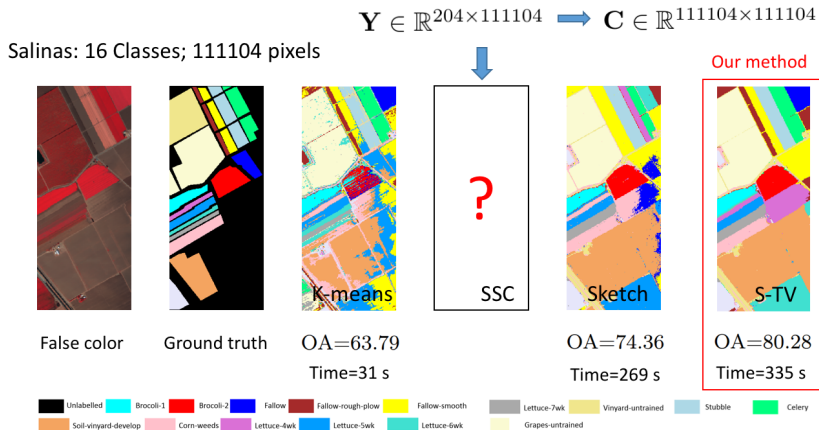 Y ∈ ℝ^{204×111104} → C ∈ ℝ^{111104×111104}
Salinas: 16 Classes; 111104 pixels
Our method
?
K-means
SSC
Sketch
S-TV
False color
Ground truth
OA=63.79
OA=74.36
OA=80.28
Time=31 s
Time=269 s
Time=335 s
Unlabelled Brocoli-1 Brocoli-2 Fallow Fallow-rough-plow Fallow-smooth Lettuce-7wk Vinyard-untrained Stubble Celery
Soil-vinyard-develop Corn-weeds Lettuce-4wk Lettuce-5wk Lettuce-6wk Grapes-untrained